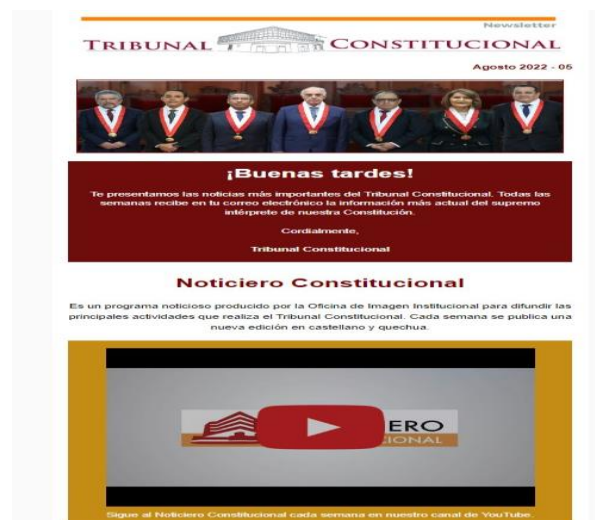 Newsletter
TRIBUNAL CONSTITUCIONAL
Agosto 2022 - 05
¡Buenas tardes!
Te presentamos las noticias más importantes del Tribunal Constitucional. Todas las
semanas recibe en tu correo electrónico la información más actual del supremo
intérprete de nuestra Constitución.
Cordialmente,
Tribunal Constitucional
Noticiero Constitucional
Es un programa noticioso producido por la Oficina de Imagen Institucional para difundir las
principales actividades que realiza el Tribunal Constitucional. Cada semana se publica una
nueva edición en castellano y quechua.
ERO
CIONAL
Sigue al Noticiero Constitucional cada semana en nuestro canal de YouTube.